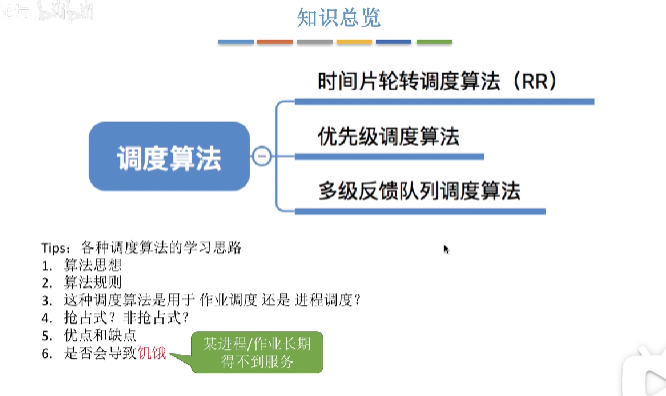 知识总览
时间片轮转调度算法（RR）
调度算法
优先级调度算法
多级反馈队列调度算法
Tips：各种调度算法的学习思路
1. 算法思想
2. 算法规则
3. 这种调度算法是用于 作业调度 还是 进程调度？
4. 抢占式？非抢占式？
5. 优点和缺点
6. 是否会导致饥饿
某进程/作业长期
得不到服务